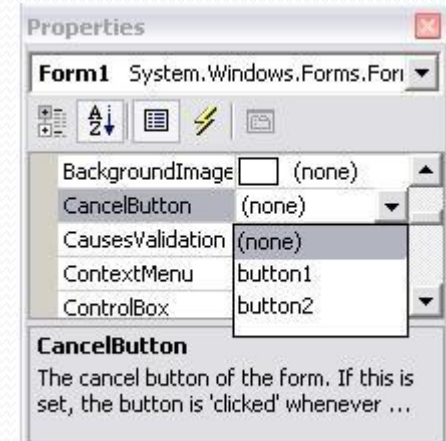 Properties
Form1 System.Windows.Forms.Fori
BackgroundImage (none)
CancelButton (none)
CausesValidation (none)
ContextMenu button1
ControlBox button2
CancelButton
The cancel button of the form. If this is
set, the button is 'clicked' whenever ...